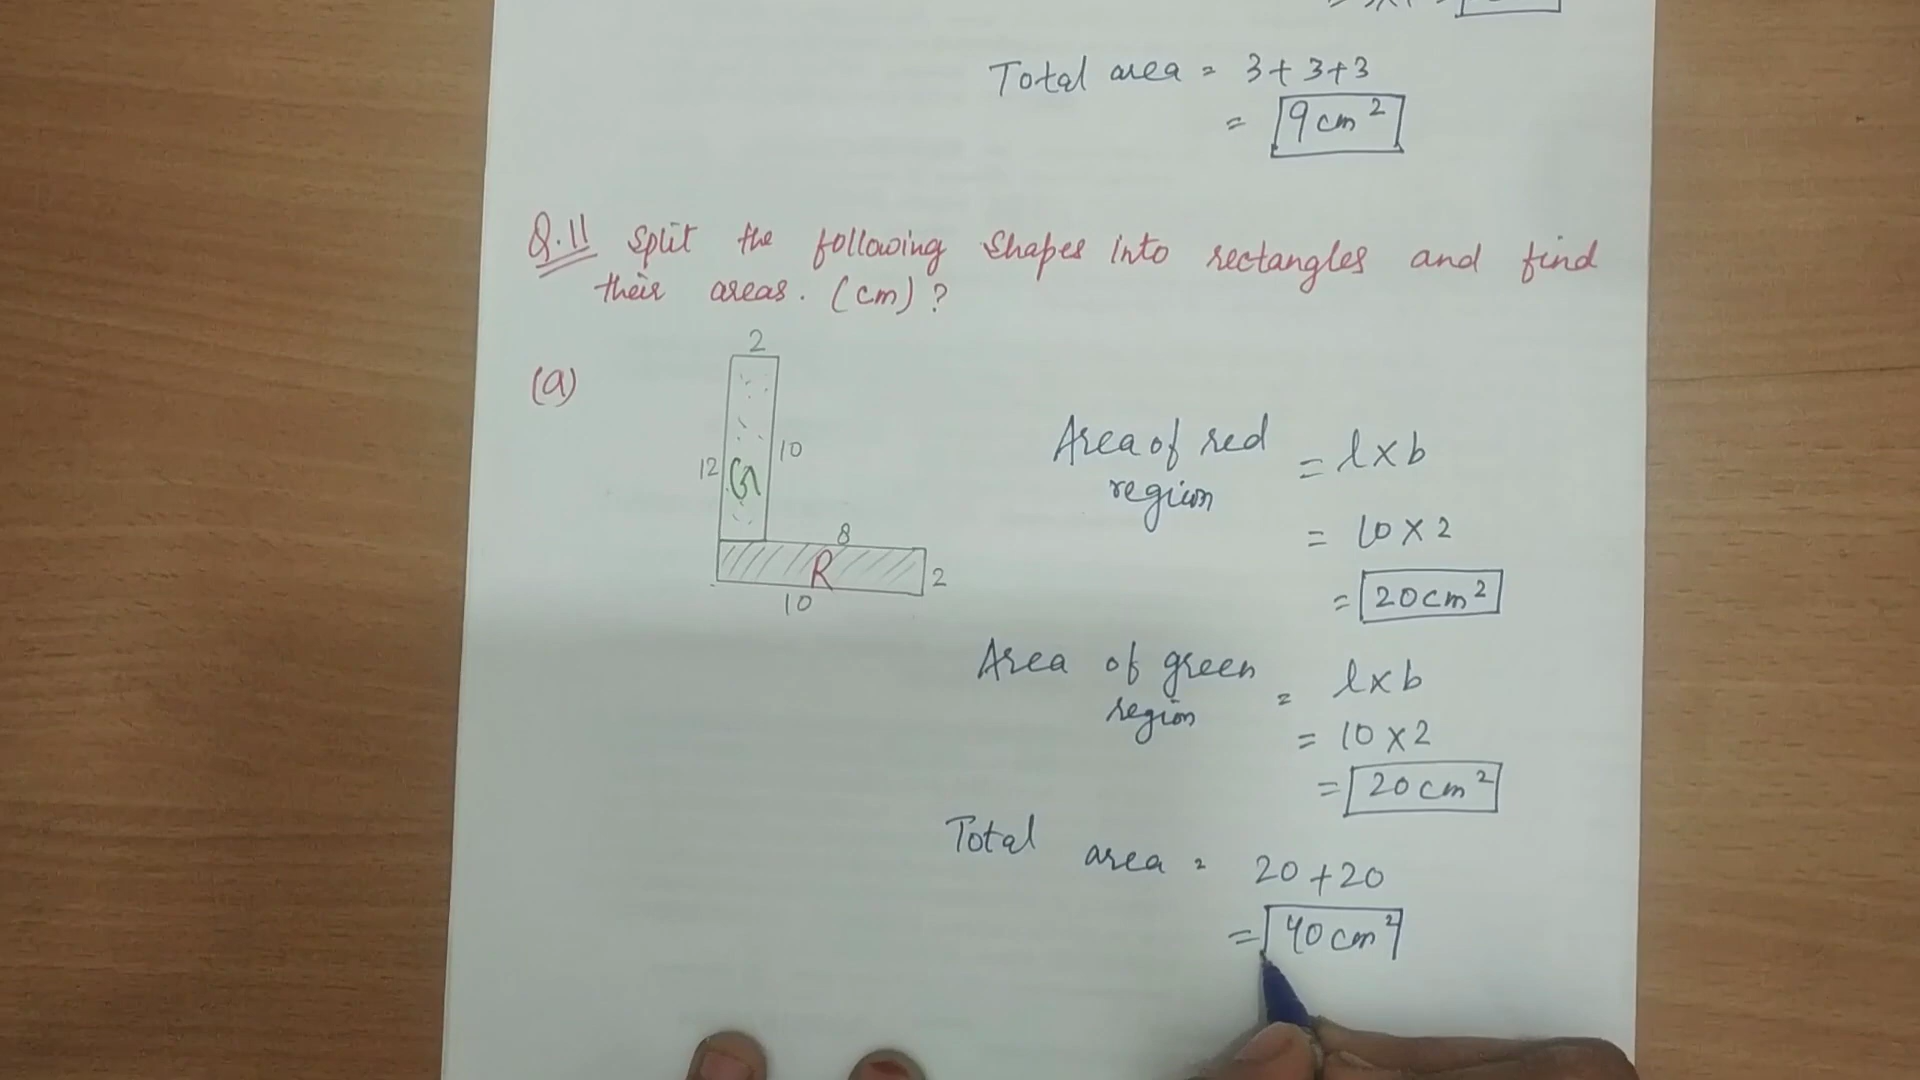 Total area = 3+3+3
= 9cm²
Q.11 Split the following shapes into rectangles and find
their areas. (cm) ?
(a)
2
12
10
G
8
R
2
10
Area of red region = l×b
= 10×2
= 20cm²
Area of green region = l×b
= 10×2
= 20cm²
Total area = 20+20
= 40cm²